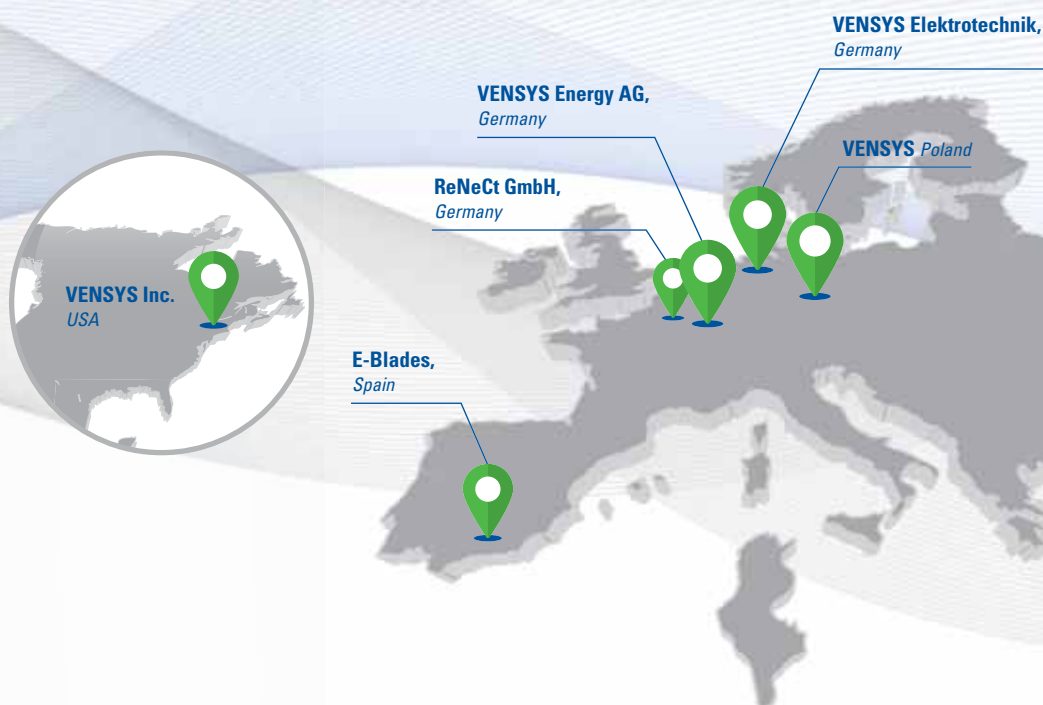 VENSYS Elektrotechnik,
Germany
VENSYS Energy AG,
Germany
VENSYS Poland
ReNeCt GmbH,
Germany
VENSYS Inc.
USA
E-Blades,
Spain